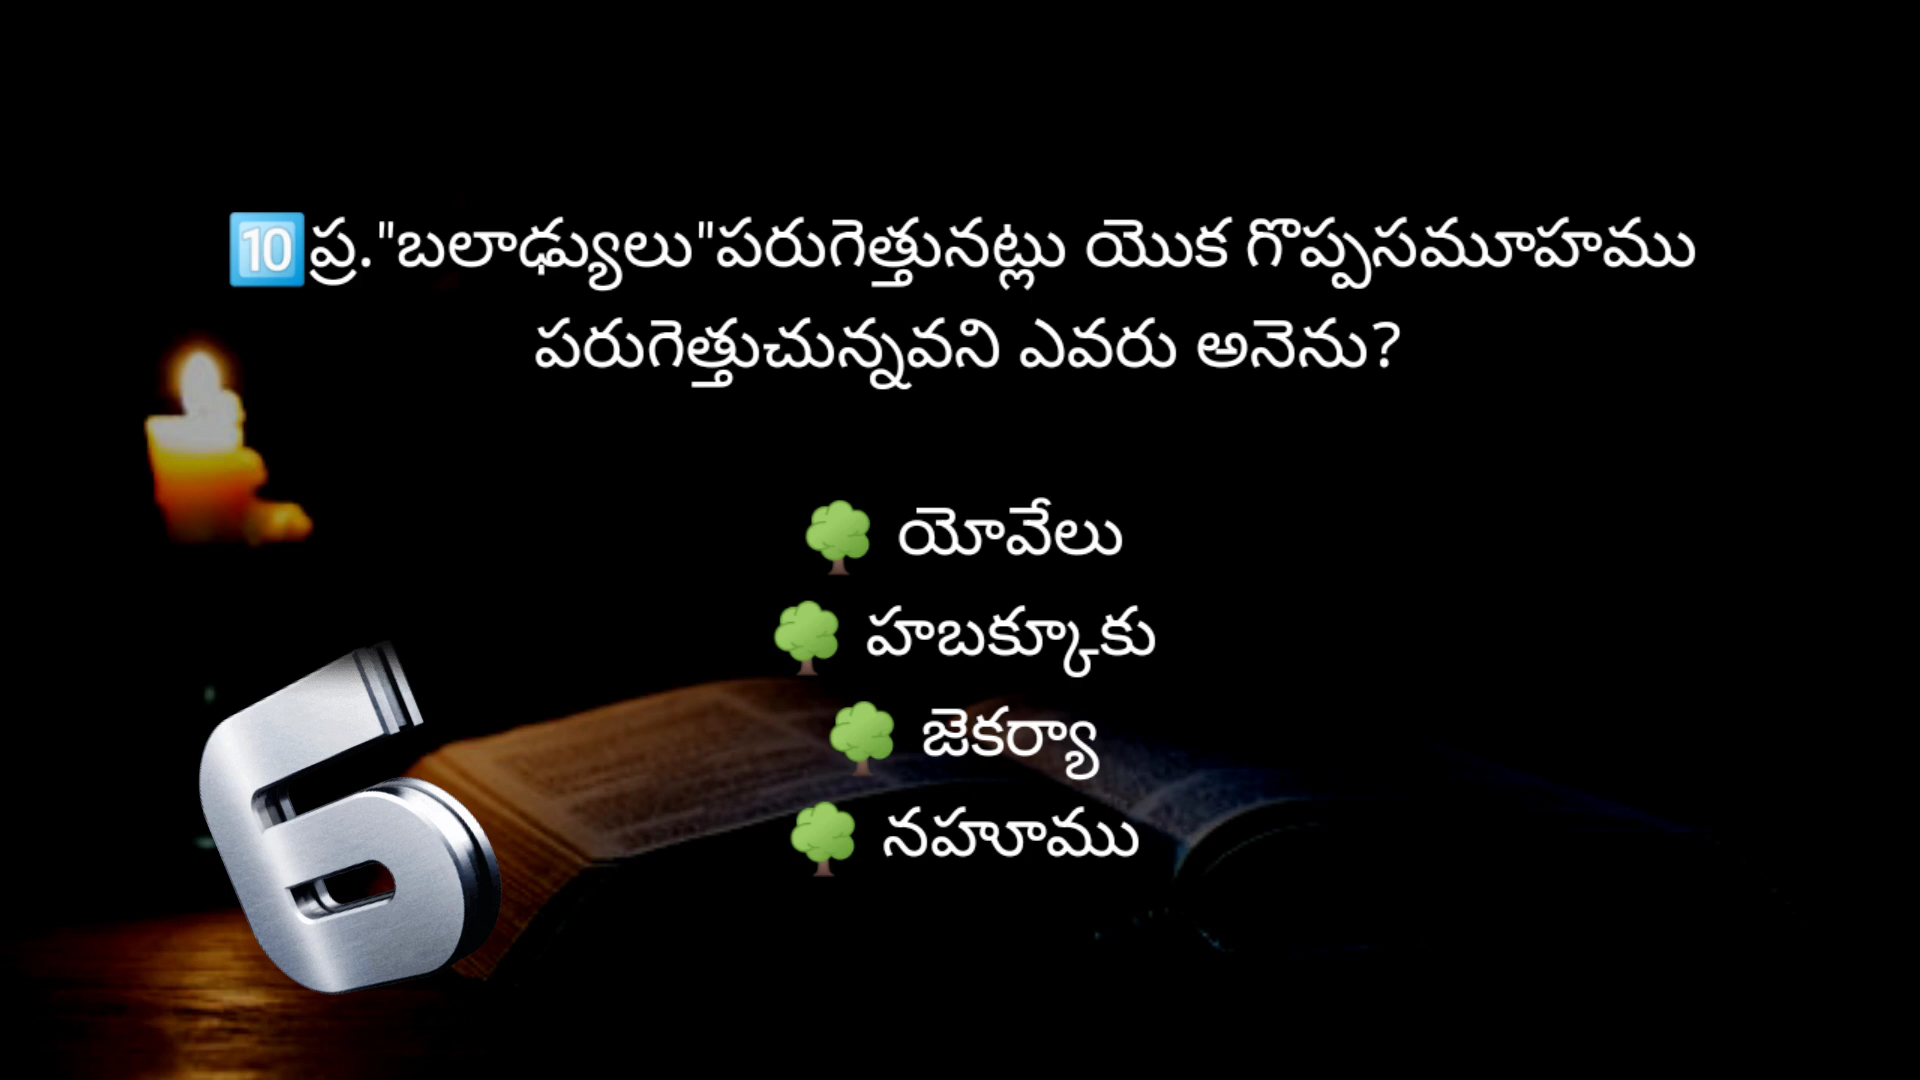 🔟ప్ర."బలాఢ్యులు"పరుగెత్తునట్లు యొక గొప్పసమూహము
పరుగెత్తుచున్నవని ఎవరు అనెను?
🌳 యోవేలు
🌳 హబక్కూకు
🌳 జెకర్యా
🌳 నహూము
6